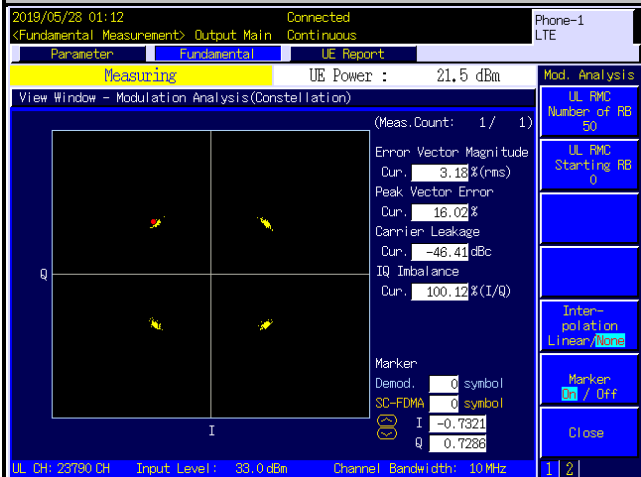 2019/05/28 01:12 Connected Phone-1
<Fundamental Measurement> Output Main Continuous LTE
Parameter Fundamental UE Report
Measuring UE Power : 21.5 dBm Mod. Analysis
View Window - Modulation Analysis(Constellation)
UL RMC
Number of RB
50
(Meas.Count: 1/ 1)
Error Vector Magnitude
Cur. 3.18 %(rms)
Peak Vector Error
Cur. 16.02 %
Carrier Leakage
Cur. -46.41 dBc
IQ Imbalance
Cur. 100.12 %(I/Q)
UL RMC
Starting RB
0
Q
I
Inter-
polation
Linear/None
Marker
Demod. 0 symbol
SC-FDMA 0 symbol
I -0.7321
Q 0.7286
Marker
On / Off
Close
UL CH: 23790 CH Input Level: 33.0 dBm Channel Bandwidth: 10 MHz 1 2